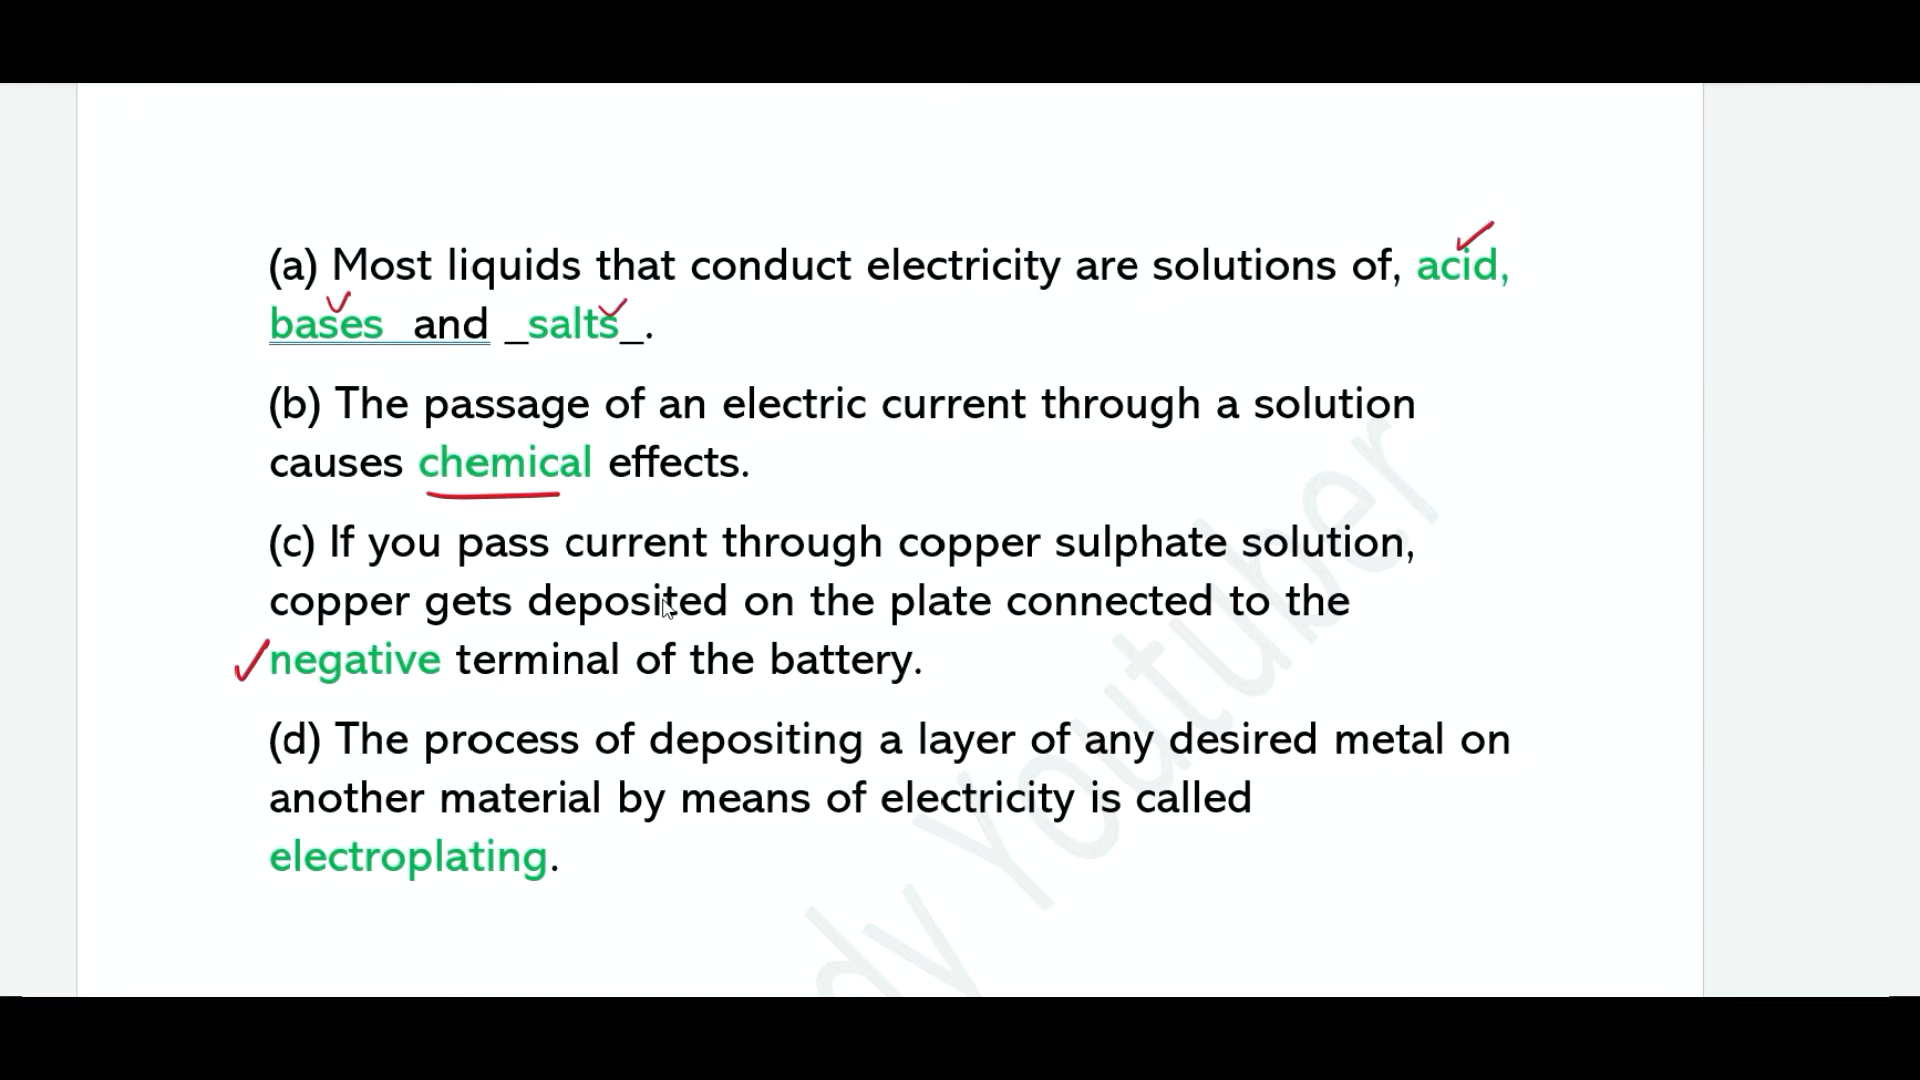 (a) Most liquids that conduct electricity are solutions of, acid,
bases  and _salts_.
(b) The passage of an electric current through a solution
causes chemical effects.
(c) If you pass current through copper sulphate solution,
copper gets deposited on the plate connected to the
negative terminal of the battery.
(d) The process of depositing a layer of any desired metal on
another material by means of electricity is called
electroplating.
dy Youtuber